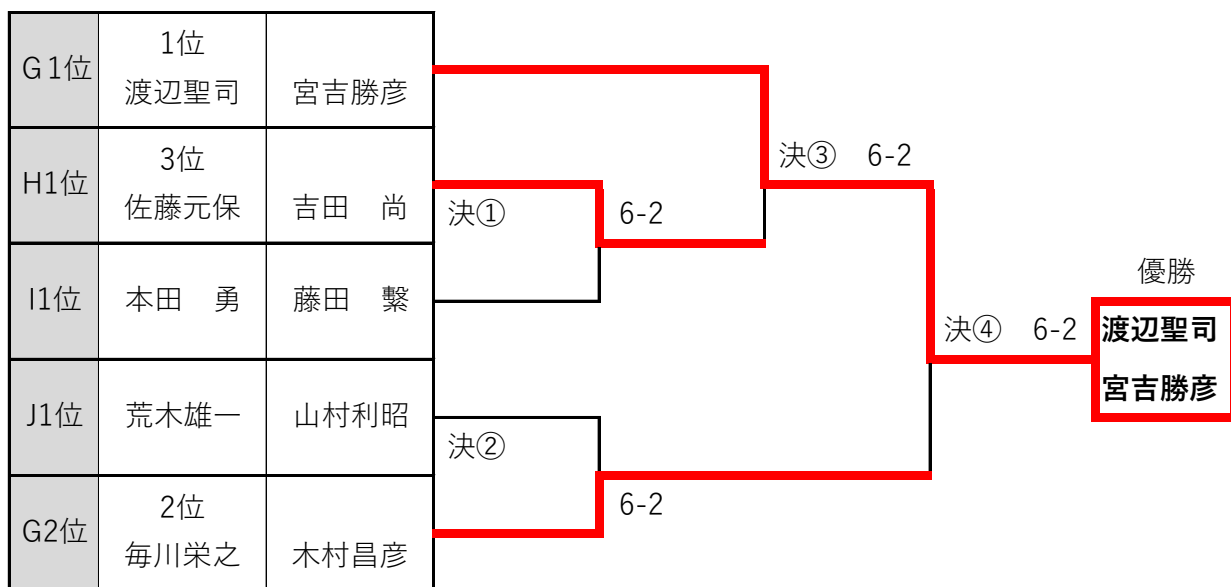 G1位 1位
渡辺聖司 宮吉勝彦
H1位 3位
佐藤元保 吉田 尚
I1位 本田 勇 藤田 繋
J1位 荒木雄一 山村利昭
G2位 2位
毎川栄之 木村昌彦
決① 6-2
決② 6-2
決③ 6-2
決④ 6-2
優勝
渡辺聖司
宮吉勝彦